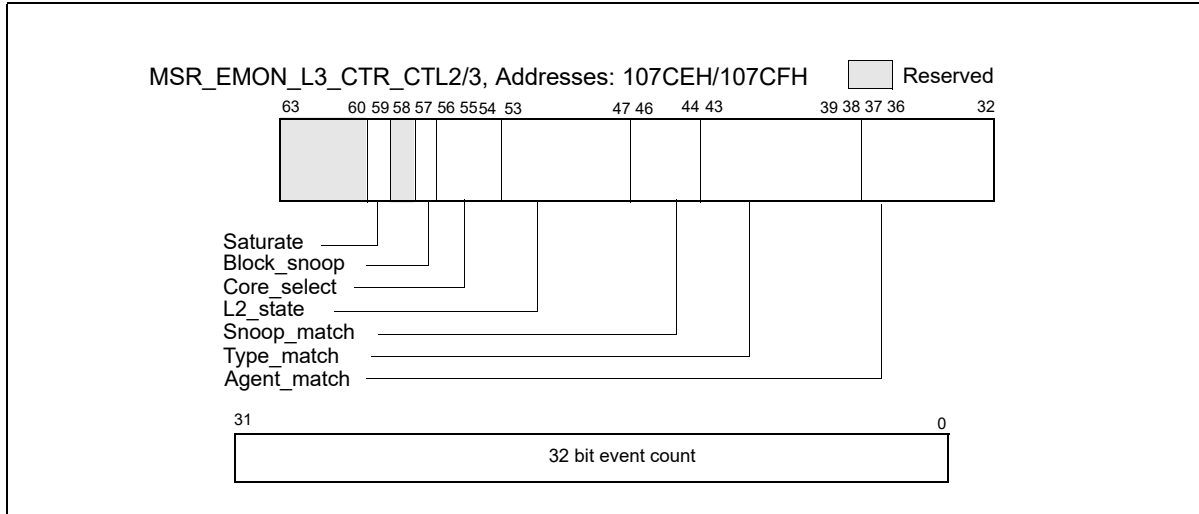 MSR_EMON_L3_CTR_CTL2/3, Addresses: 107CEH/107CFH Reserved
63 60 59 58 57 56 55 54 53 47 46 44 43 39 38 37 36 32
Saturate
Block_snoop
Core_select
L2_state
Snoop_match
Type_match
Agent_match
31 0
32 bit event count